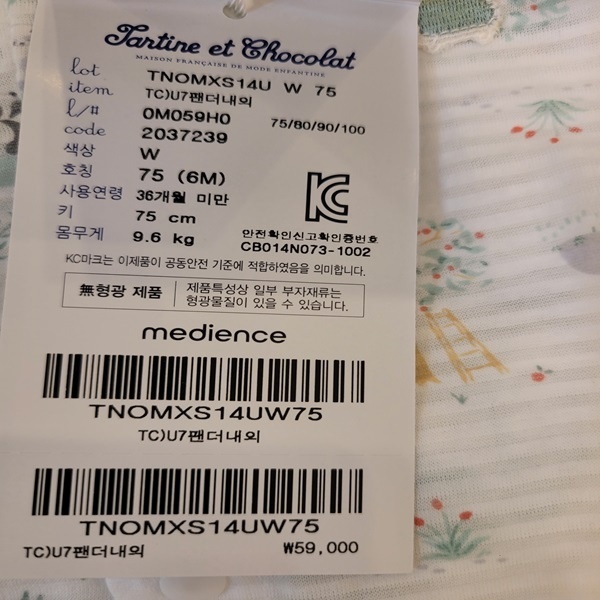 Tartine et Chocolat
MAISON FRANÇAISE DE MODE ENFANTINE
lot TNOMXS14U W 75
item TC)U7팬더내의
l/# 0M059H0 75/80/90/100
code 2037239
색상 W
호칭 75 (6M)
사용연령 36개월 미만
키 75 cm
몸무게 9.6 kg
안전확인신고확인증번호
CB014N073-1002
KC마크는 이제품이 공통안전 기준에 적합하였음을 의미합니다.
無형광 제품 제품특성상 일부 부자재류는
형광물질이 있을 수 있습니다.
medience
TNOMXS14UW75
TC)U7팬더내의
TNOMXS14UW75
TC)U7팬더내의 ₩59,000